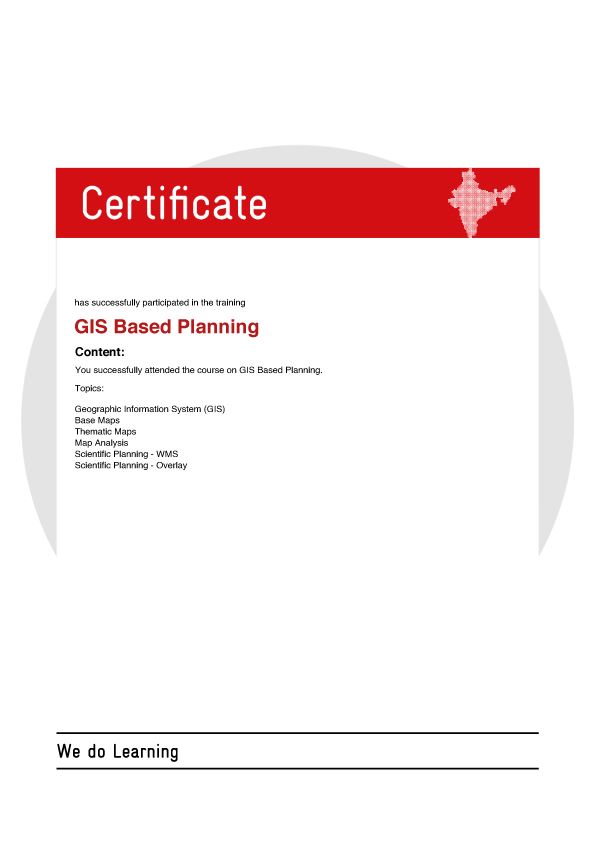 Certificate
has successfully participated in the training
GIS Based Planning
Content:
You successfully attended the course on GIS Based Planning.
Topics:
Geographic Information System (GIS)
Base Maps
Thematic Maps
Map Analysis
Scientific Planning - WMS
Scientific Planning - Overlay
We do Learning